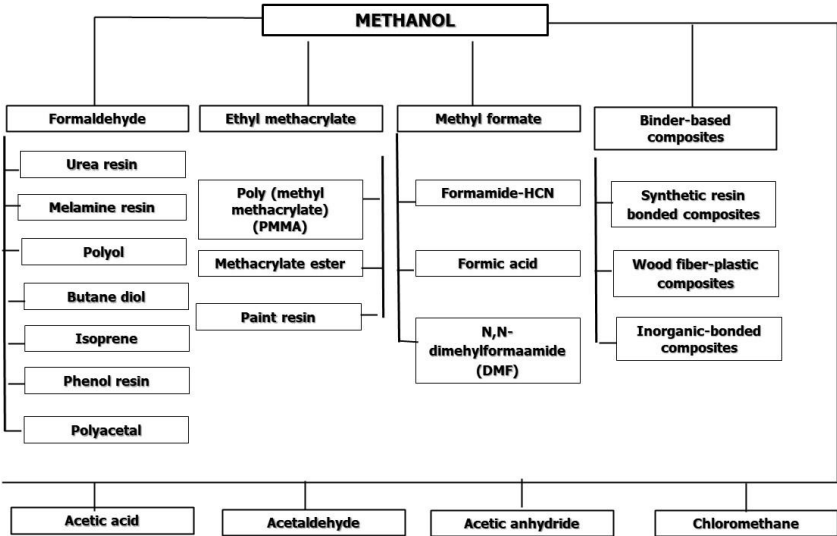 METHANOL
Formaldehyde
Urea resin
Melamine resin
Polyol
Butane diol
Isoprene
Phenol resin
Polyacetal
Ethyl methacrylate
Poly (methyl
methacrylate)
(PMMA)
Methacrylate ester
Paint resin
Methyl formate
Formamide-HCN
Formic acid
N,N-
dimehylformaamide
(DMF)
Binder-based
composites
Synthetic resin
bonded composites
Wood fiber-plastic
composites
Inorganic-bonded
composites
Acetic acid
Acetaldehyde
Acetic anhydride
Chloromethane